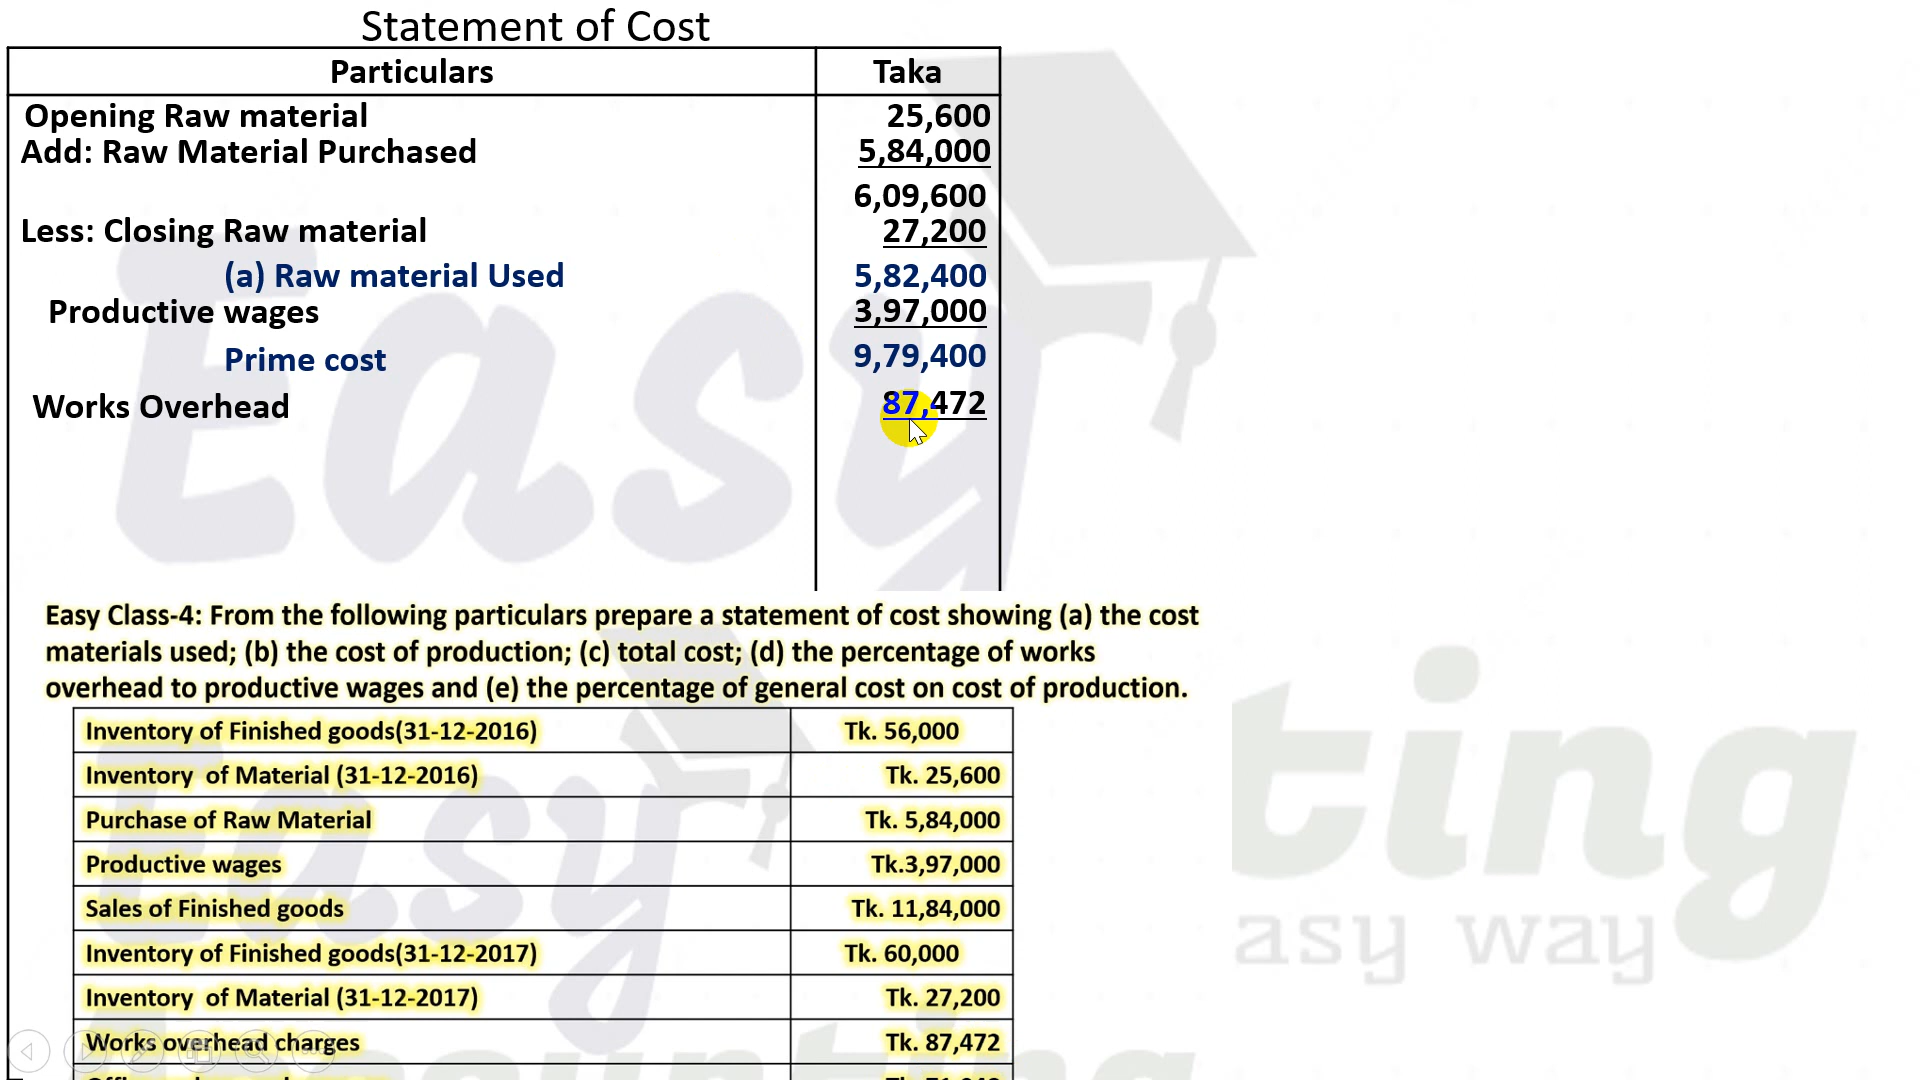 Statement of Cost
Particulars Taka
Opening Raw material 25,600
Add: Raw Material Purchased 5,84,000
6,09,600
Less: Closing Raw material 27,200
(a) Raw material Used 5,82,400
Productive wages 3,97,000
Prime cost 9,79,400
Works Overhead 87,472
Easy Class-4: From the following particulars prepare a statement of cost showing (a) the cost
materials used; (b) the cost of production; (c) total cost; (d) the percentage of works
overhead to productive wages and (e) the percentage of general cost on cost of production.
Inventory of Finished goods(31-12-2016) Tk. 56,000
Inventory of Material (31-12-2016) Tk. 25,600
Purchase of Raw Material Tk. 5,84,000
Productive wages Tk.3,97,000
Sales of Finished goods Tk. 11,84,000
Inventory of Finished goods(31-12-2017) Tk. 60,000
Inventory of Material (31-12-2017) Tk. 27,200
Works overhead charges Tk. 87,472
Easy
ting
asy way
Easy